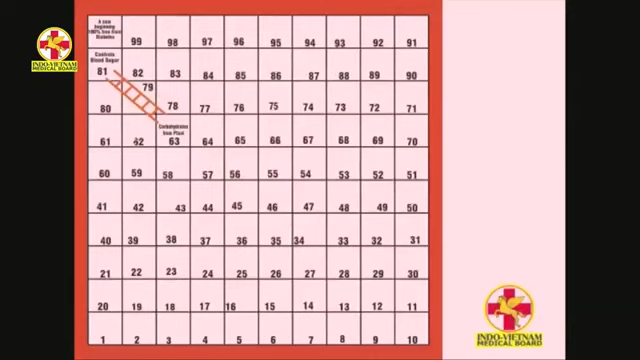 A new
beginning
100% free from
Diabetes
99 98 97 96 95 94 93 92 91
INDO-VIETNAM
MEDICAL BOARD
Controls
Blood Sugar
81 82 83 84 85 86 87 88 89 90
80 79 78 77 76 75 74 73 72 71
Carbohydrates
from Plant
61 62 63 64 65 66 67 68 69 70
60 59 58 57 56 55 54 53 52 51
41 42 43 44 45 46 47 48 49 50
40 39 38 37 36 35 34 33 32 31
21 22 23 24 25 26 27 28 29 30
20 19 18 17 16 15 14 13 12 11
1 2 3 4 5 6 7 8 9 10
INDO-VIETNAM
MEDICAL BOARD